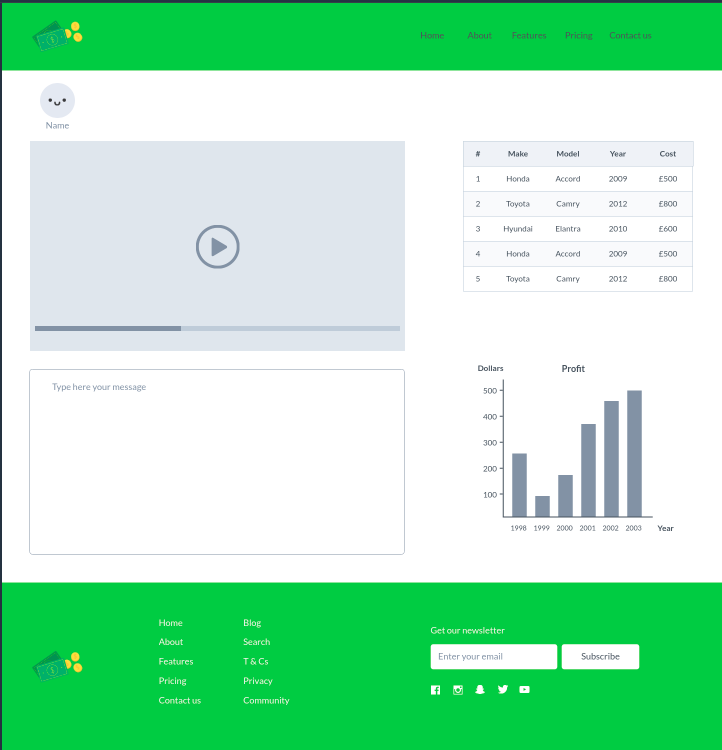 Home About Features Pricing Contact us
Name
# Make Model Year Cost
1 Honda Accord 2009 £500
2 Toyota Camry 2012 £800
3 Hyundai Elantra 2010 £600
4 Honda Accord 2009 £500
5 Toyota Camry 2012 £800
Type here your message
Dollars Profit
500
400
300
200
100
1998 1999 2000 2001 2002 2003 Year
Home Blog
About Search
Features T & Cs
Pricing Privacy
Contact us Community
Get our newsletter
Enter your email Subscribe